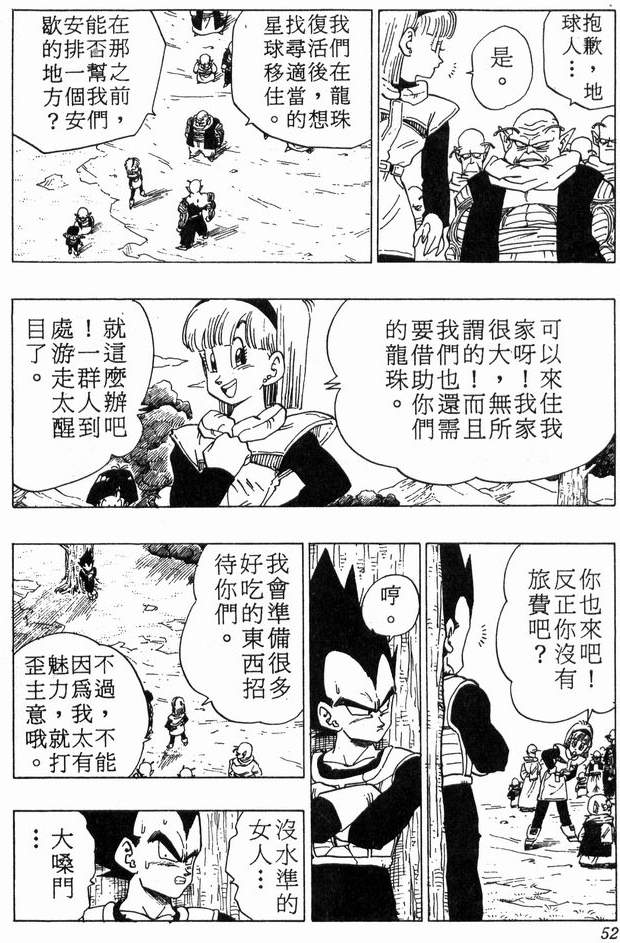 抱歉，地
球人⋯
是。
我們在龍珠
復活後，想
找尋適當的
星球移住。
在那之前，
能否幫我們
安排一個安
歇的地方？
可以來住我
家呀！我家
很大，無所
謂的！而且
我們也還需
要借助你們
的龍珠。
就這麼辦吧
！一群人到
處游走太醒
目了。
你也來吧！
反正你沒有
旅費吧？
哼。
我會準備很多
好吃的東西招
待你們。
不過，不能
因為我太有
魅力，就打
歪主意哦。
沒水準的
女人⋯
大嗓門
⋯
52